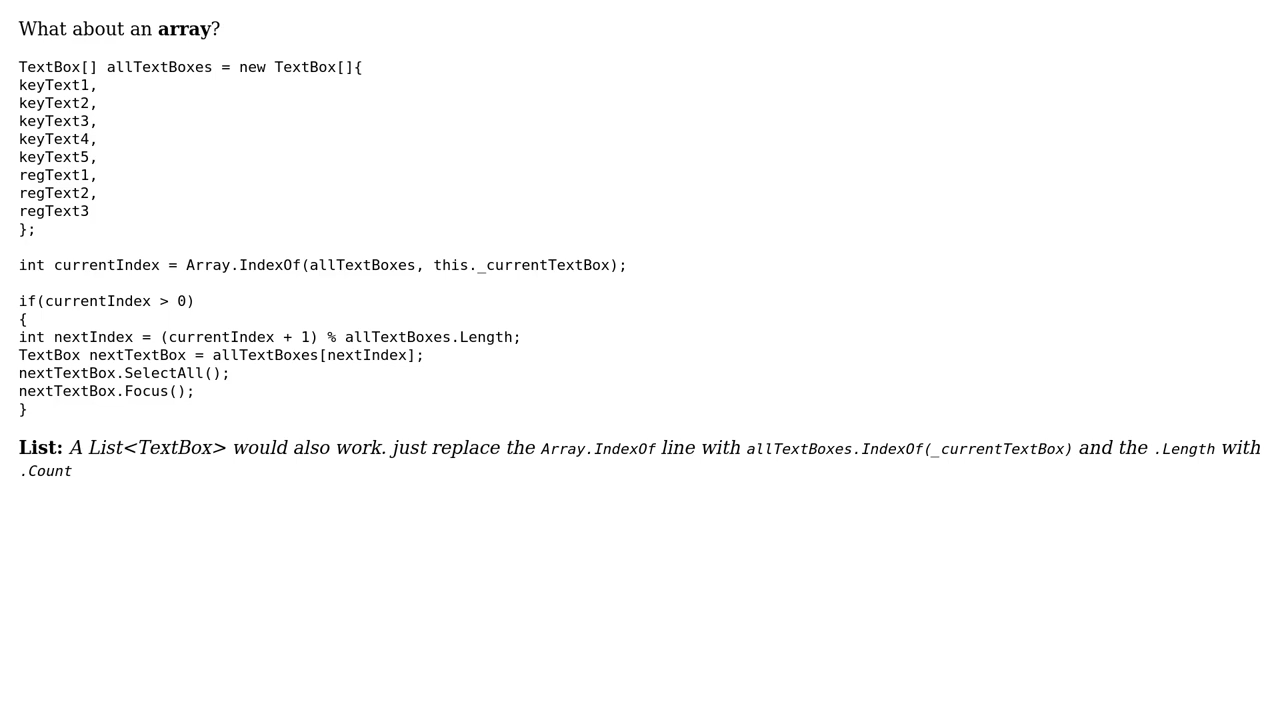 What about an array?
TextBox[] allTextBoxes = new TextBox[]{
keyText1,
keyText2,
keyText3,
keyText4,
keyText5,
regText1,
regText2,
regText3
};
int currentIndex = Array.IndexOf(allTextBoxes, this._currentTextBox);
if(currentIndex > 0)
{
int nextIndex = (currentIndex + 1) % allTextBoxes.Length;
TextBox nextTextBox = allTextBoxes[nextIndex];
nextTextBox.SelectAll();
nextTextBox.Focus();
}
List: A List<TextBox> would also work. just replace the Array.IndexOf line with allTextBoxes.IndexOf(_currentTextBox) and the .Length with
.Count